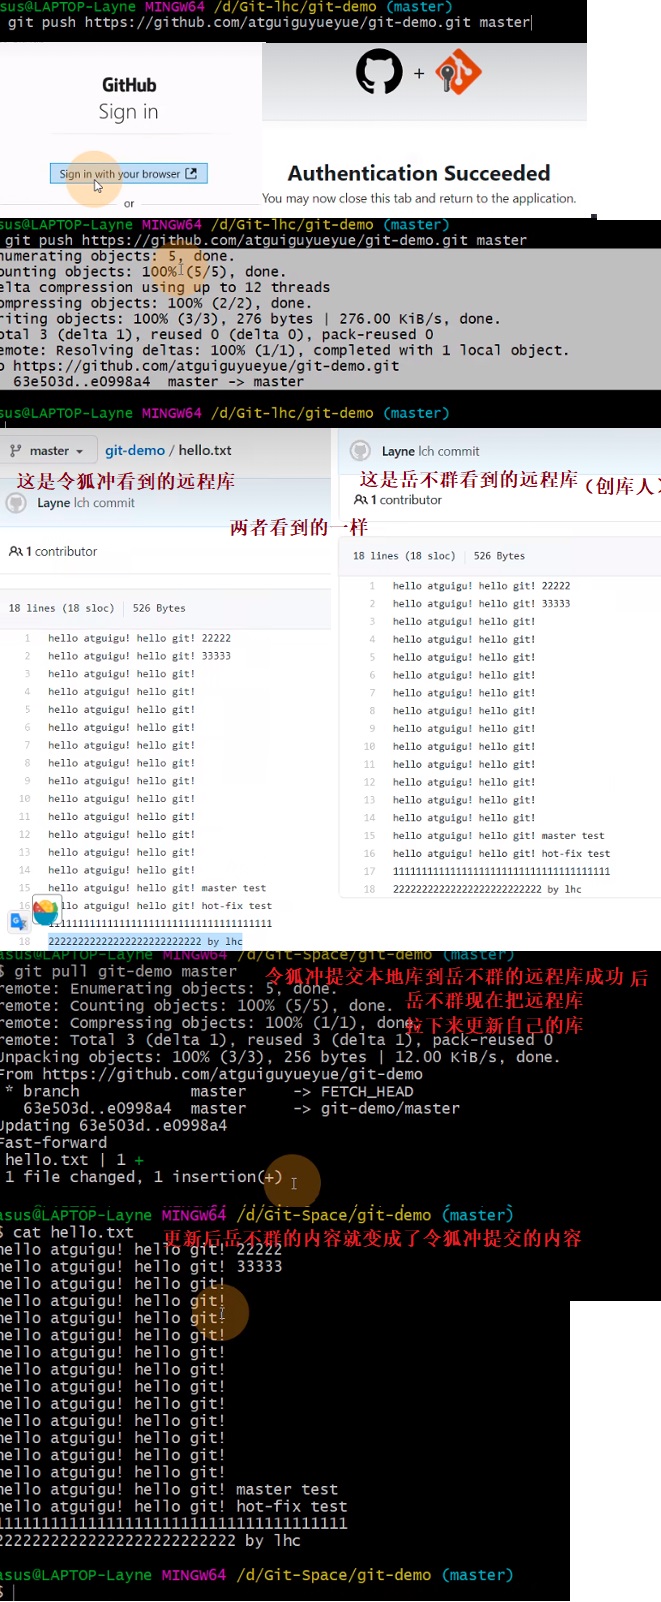 asus@LAPTOP-Layne MINGW64 /d/Git-lhc/git-demo (master)
git push https://github.com/atguiguyueyue/git-demo.git master
GitHub
Sign in
Sign in with your browser
or
+
Authentication Succeeded
You may now close this tab and return to the application.
asus@LAPTOP-Layne MINGW64 /d/Git-lhc/git-demo (master)
git push https://github.com/atguiguyueyue/git-demo.git master
numerating objects: 5, done.
ounting objects: 100% (5/5), done.
elta compression using up to 12 threads
ompressing objects: 100% (2/2), done.
riting objects: 100% (3/3), 276 bytes | 276.00 KiB/s, done.
otal 3 (delta 1), reused 0 (delta 0), pack-reused 0
emote: Resolving deltas: 100% (1/1), completed with 1 local object.
o https://github.com/atguiguyueyue/git-demo.git
63e503d..e0998a4 master -> master
sus@LAPTOP-Layne MINGW64 /d/Git-lhc/git-demo (master)
master
git-demo / hello.txt
这是令狐冲看到的远程库
Layne lch commit
两者看到的一样
1 contributor
18 lines (18 sloc) 526 Bytes
1 hello atguigu! hello git! 22222
2 hello atguigu! hello git! 33333
3 hello atguigu! hello git!
4 hello atguigu! hello git!
5 hello atguigu! hello git!
6 hello atguigu! hello git!
7 hello atguigu! hello git!
8 hello atguigu! hello git!
9 hello atguigu! hello git!
10 hello atguigu! hello git!
11 hello atguigu! hello git!
12 hello atguigu! hello git!
13 hello atguigu! hello git!
14 hello atguigu! hello git!
15 hello atguigu! hello git! master test
hello atguigu! hello git! hot-fix test
1111111111111111111111111111111111111
18 22222222222222222222222222 by lhc
Layne lch commit
这是岳不群看到的远程库（创库人）
1 contributor
18 lines (18 sloc) 526 Bytes
1 hello atguigu! hello git! 22222
2 hello atguigu! hello git! 33333
3 hello atguigu! hello git!
4 hello atguigu! hello git!
5 hello atguigu! hello git!
6 hello atguigu! hello git!
7 hello atguigu! hello git!
8 hello atguigu! hello git!
9 hello atguigu! hello git!
10 hello atguigu! hello git!
11 hello atguigu! hello git!
12 hello atguigu! hello git!
13 hello atguigu! hello git!
14 hello atguigu! hello git!
15 hello atguigu! hello git! master test
16 hello atguigu! hello git! hot-fix test
17 1111111111111111111111111111111111111
18 22222222222222222222222222 by lhc
asus@LAPTOP-Layne MINGW64 /d/Git-Space/git-demo (master)
$ git pull git-demo master
令狐冲提交本地库到岳不群的远程库成功 后
remote: Enumerating objects: 5, done.
岳不群现在把远程库
remote: Counting objects: 100% (5/5), done.
remote: Compressing objects: 100% (1/1), done.
拉下来更新自己的库
remote: Total 3 (delta 1), reused 3 (delta 1), pack-reused 0
Unpacking objects: 100% (3/3), 256 bytes | 12.00 KiB/s, done.
From https://github.com/atguiguyueyue/git-demo
* branch master -> FETCH_HEAD
63e503d..e0998a4 master -> git-demo/master
Updating 63e503d..e0998a4
Fast-forward
hello.txt | 1 +
1 file changed, 1 insertion(+)
asus@LAPTOP-Layne MINGW64 /d/Git-Space/git-demo (master)
$ cat hello.txt
更新后岳不群的内容就变成了令狐冲提交的内容
hello atguigu! hello git! 22222
hello atguigu! hello git! 33333
hello atguigu! hello git!
hello atguigu! hello git!
hello atguigu! hello git!
hello atguigu! hello git!
hello atguigu! hello git!
hello atguigu! hello git!
hello atguigu! hello git!
hello atguigu! hello git!
hello atguigu! hello git!
hello atguigu! hello git!
hello atguigu! hello git!
hello atguigu! hello git!
hello atguigu! hello git! master test
hello atguigu! hello git! hot-fix test
1111111111111111111111111111111111111
22222222222222222222222222 by lhc
asus@LAPTOP-Layne MINGW64 /d/Git-Space/git-demo (master)
$